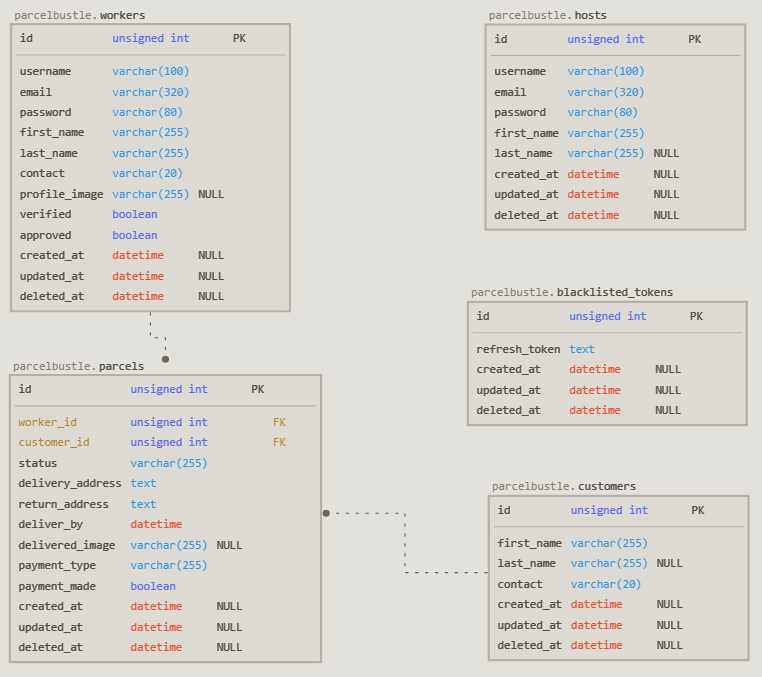 parcelbustle.workers
id unsigned int PK
username varchar(100)
email varchar(320)
password varchar(80)
first_name varchar(255)
last_name varchar(255)
contact varchar(20)
profile_image varchar(255) NULL
verified boolean
approved boolean
created_at datetime NULL
updated_at datetime NULL
deleted_at datetime NULL
parcelbustle.hosts
id unsigned int PK
username varchar(100)
email varchar(320)
password varchar(80)
first_name varchar(255)
last_name varchar(255) NULL
created_at datetime NULL
updated_at datetime NULL
deleted_at datetime NULL
parcelbustle.blacklisted_tokens
id unsigned int PK
refresh_token text
created_at datetime NULL
updated_at datetime NULL
deleted_at datetime NULL
parcelbustle.parcels
id unsigned int PK
worker_id unsigned int FK
customer_id unsigned int FK
status varchar(255)
delivery_address text
return_address text
deliver_by datetime
delivered_image varchar(255) NULL
payment_type varchar(255)
payment_made boolean
created_at datetime NULL
updated_at datetime NULL
deleted_at datetime NULL
parcelbustle.customers
id unsigned int PK
first_name varchar(255)
last_name varchar(255) NULL
contact varchar(20)
created_at datetime NULL
updated_at datetime NULL
deleted_at datetime NULL